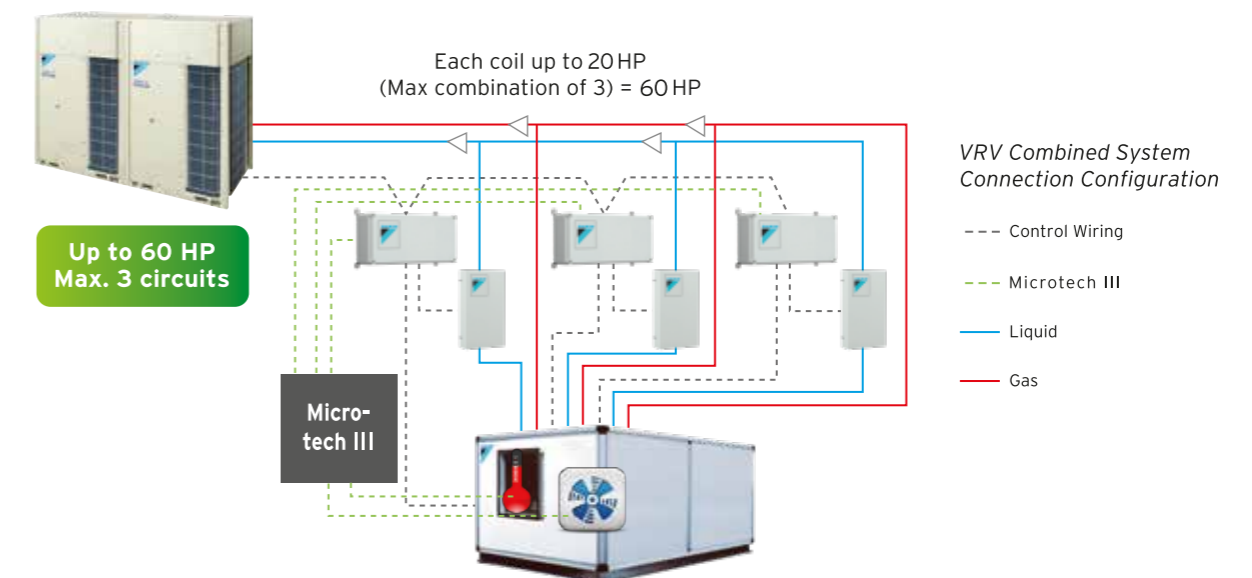 Each coil up to 20 HP
(Max combination of 3) = 60 HP
VRV Combined System
Connection Configuration
Control Wiring
Microtech III
Liquid
Gas
Up to 60 HP
Max. 3 circuits
Micro-
tech III